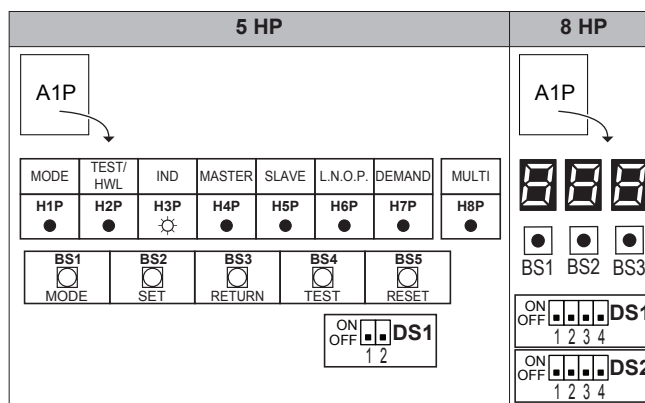 5 HP
8 HP
A1P
A1P
MODE TEST/HWL IND MASTER SLAVE L.N.O.P. DEMAND MULTI
H1P H2P H3P H4P H5P H6P H7P H8P
888
BS1 BS2 BS3 BS4 BS5
MODE SET RETURN TEST RESET
BS1 BS2 BS3
ON
OFF DS1
1 2
ON
OFF DS1
1 2 3 4
ON
OFF DS2
1 2 3 4